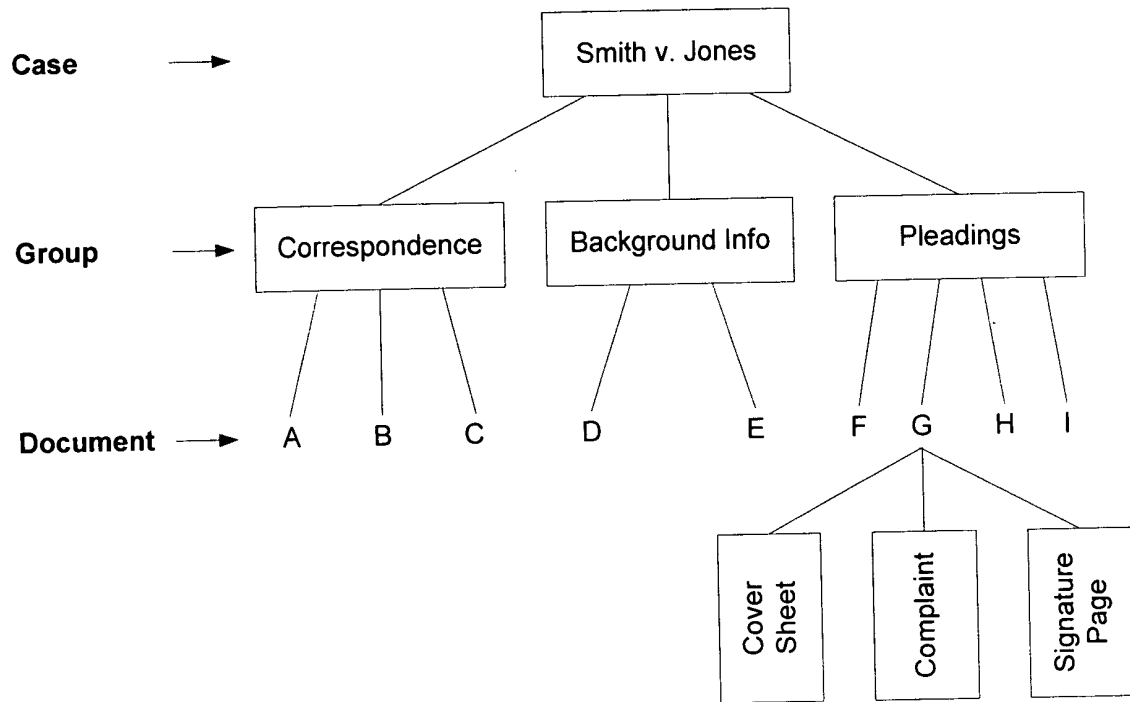 Case
Smith v. Jones
Group
Correspondence
Background Info
Pleadings
Document
A
B
C
D
E
F
G
H
I
Cover
Sheet
Complaint
Signature
Page